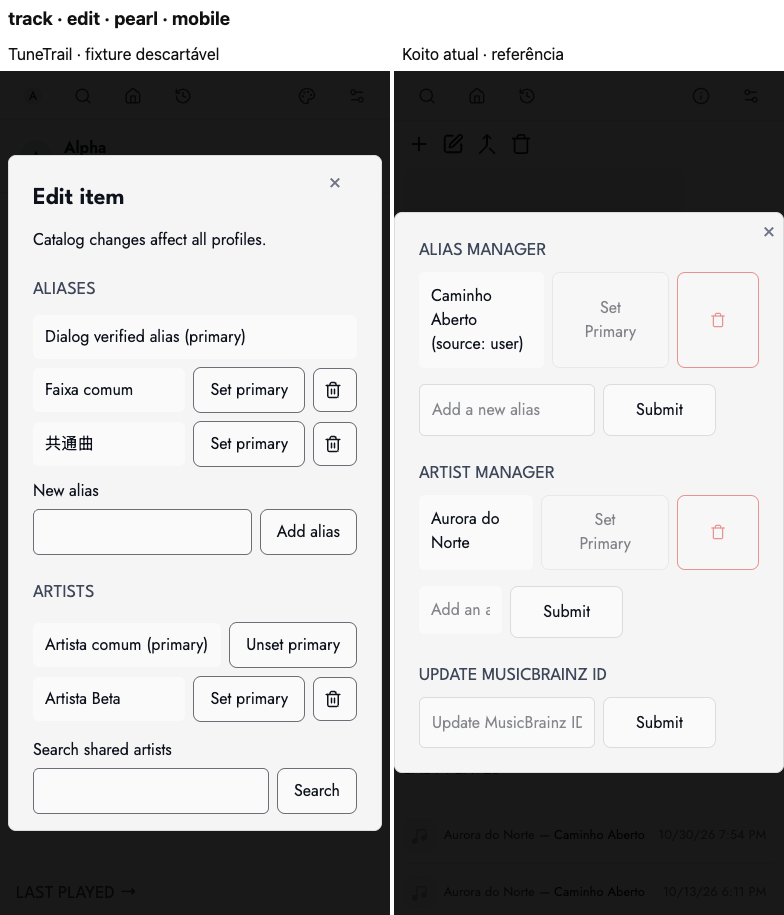 track · edit · pearl · mobile
TuneTrail · fixture descartável
A
Alpha
Edit item
Catalog changes affect all profiles.
ALIASES
Dialog verified alias (primary)
Faixa comum
Set primary
共通曲
Set primary
New alias
Add alias
ARTISTS
Artista comum (primary)
Unset primary
Artista Beta
Set primary
Search shared artists
Search
LAST PLAYED →
Koito atual · referência
ALIAS MANAGER
Caminho
Aberto
(source: user)
Set
Primary
Add a new alias
Submit
ARTIST MANAGER
Aurora do
Norte
Set
Primary
Add an a
Submit
UPDATE MUSICBRAINZ ID
Update MusicBrainz ID
Submit
Aurora do Norte — Caminho Aberto 10/30/26 7:54 PM
Aurora do Norte — Caminho Aberto 10/13/26 6:11 PM